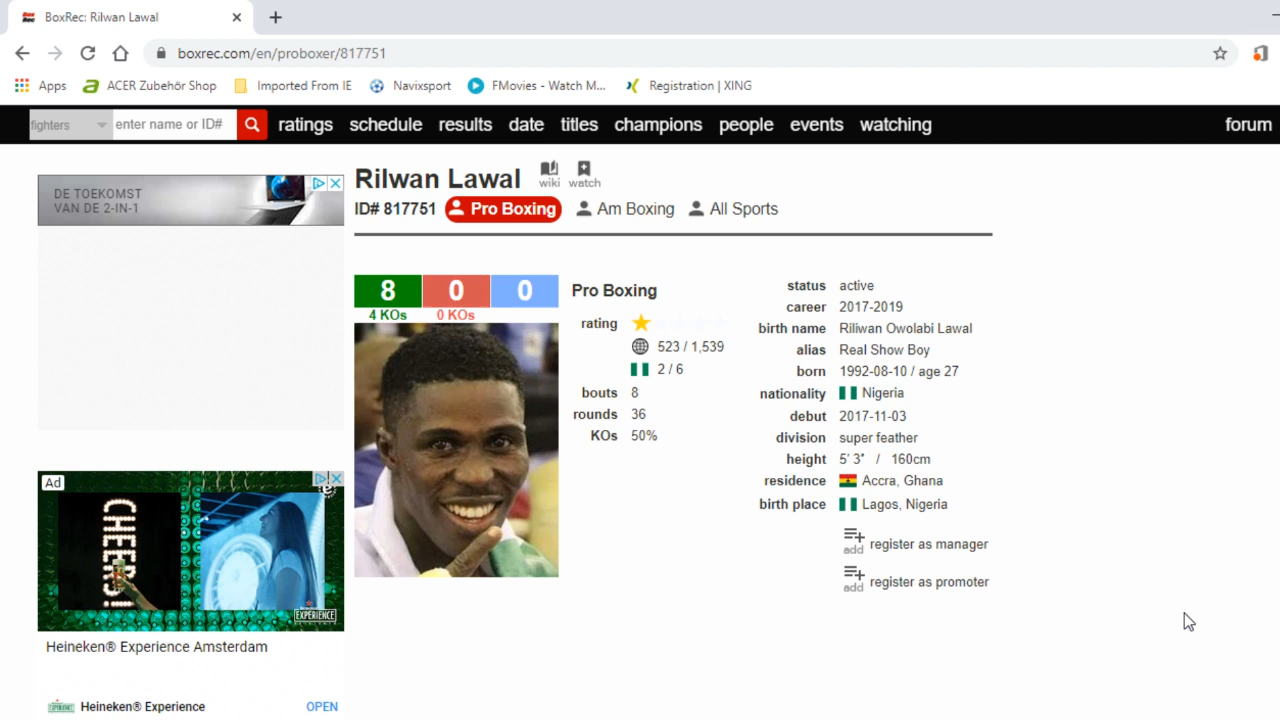 BoxRec: Rilwan Lawal
boxrec.com/en/proboxer/817751
Apps ACER Zubehör Shop Imported From IE Navixsport FMovies - Watch M... Registration | XING
fighters enter name or ID# ratings schedule results date titles champions people events watching forum
DE TOEKOMST
VAN DE 2-IN-1
Rilwan Lawal wiki watch
ID# 817751 Pro Boxing Am Boxing All Sports
8 0 0
4 KOs 0 KOs
Pro Boxing
rating
523 / 1,539
2 / 6
bouts 8
rounds 36
KOs 50%
status active
career 2017-2019
birth name Riliwan Owolabi Lawal
alias Real Show Boy
born 1992-08-10 / age 27
nationality Nigeria
debut 2017-11-03
division super feather
height 5′ 3″ / 160cm
residence Accra, Ghana
birth place Lagos, Nigeria
add register as manager
add register as promoter
Ad
CHEERS!
EXPERIENCE
Heineken® Experience Amsterdam
Heineken® Experience OPEN